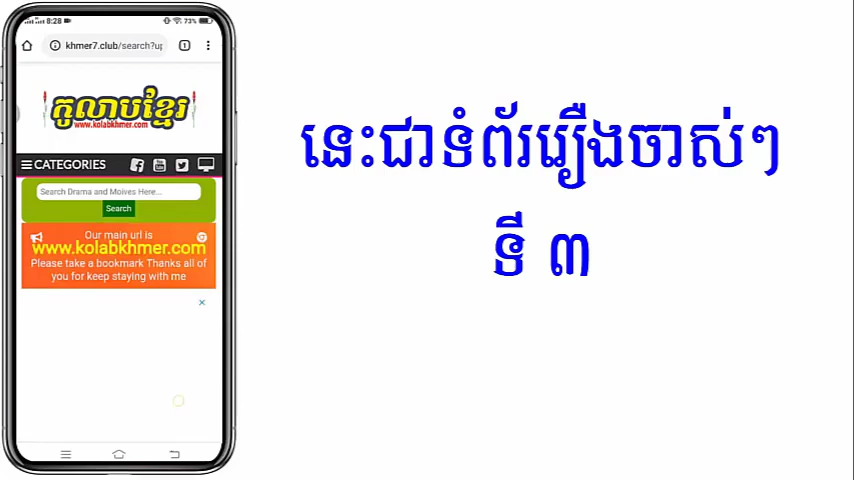 8:28
73%
khmer7.club/search?up
1
កូលាបខ្មែរ
www.kolabkhmer.com
CATEGORIES
Search Drama and Moives Here...
Search
Our main url is
www.kolabkhmer.com
Please take a bookmark Thanks all of
you for keep staying with me
នេះជាទំព័ររឿងចាស់ៗ
ទី ៣